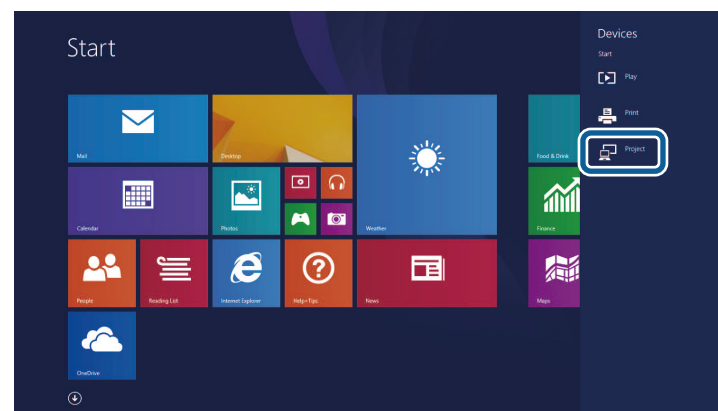 Start
Mail
Desktop
Calendar
Photos
Weather
Food & Drink
Finance
People
Reading List
Internet Explorer
Help+Tips
News
Maps
OneDrive
Devices
Start
Play
Print
Project